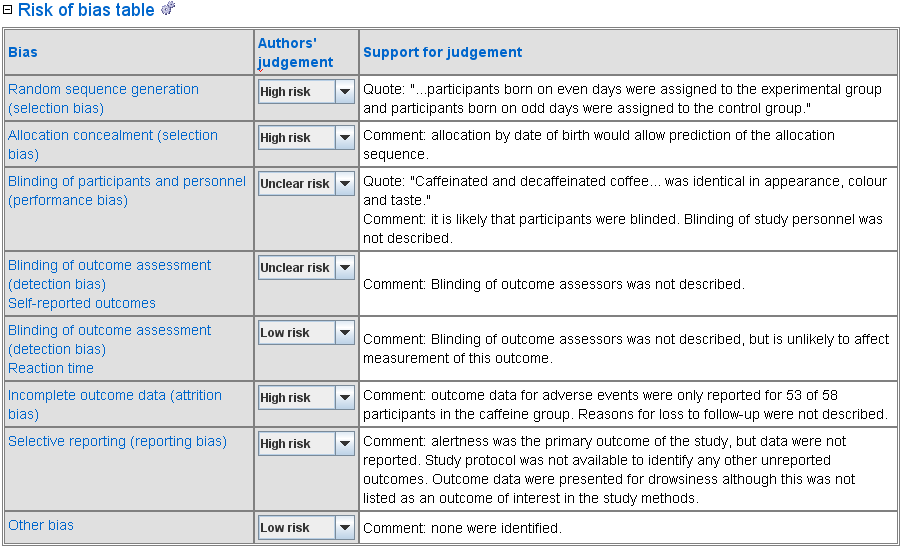 Risk of bias table
Bias
Authors'
judgement
Support for judgement
Random sequence generation
(selection bias)
High risk
Quote: "...participants born on even days were assigned to the experimental group
and participants born on odd days were assigned to the control group."
Allocation concealment (selection
bias)
High risk
Comment: allocation by date of birth would allow prediction of the allocation
sequence.
Blinding of participants and personnel
(performance bias)
Unclear risk
Quote: "Caffeinated and decaffeinated coffee... was identical in appearance, colour
and taste."
Comment: it is likely that participants were blinded. Blinding of study personnel was
not described.
Blinding of outcome assessment
(detection bias)
Self-reported outcomes
Unclear risk
Comment: Blinding of outcome assessors was not described.
Blinding of outcome assessment
(detection bias)
Reaction time
Low risk
Comment: Blinding of outcome assessors was not described, but is unlikely to affect
measurement of this outcome.
Incomplete outcome data (attrition
bias)
High risk
Comment: outcome data for adverse events were only reported for 53 of 58
participants in the caffeine group. Reasons for loss to follow-up were not described.
Selective reporting (reporting bias)
High risk
Comment: alertness was the primary outcome of the study, but data were not
reported. Study protocol was not available to identify any other unreported
outcomes. Outcome data were presented for drowsiness although this was not
listed as an outcome of interest in the study methods.
Other bias
Low risk
Comment: none were identified.